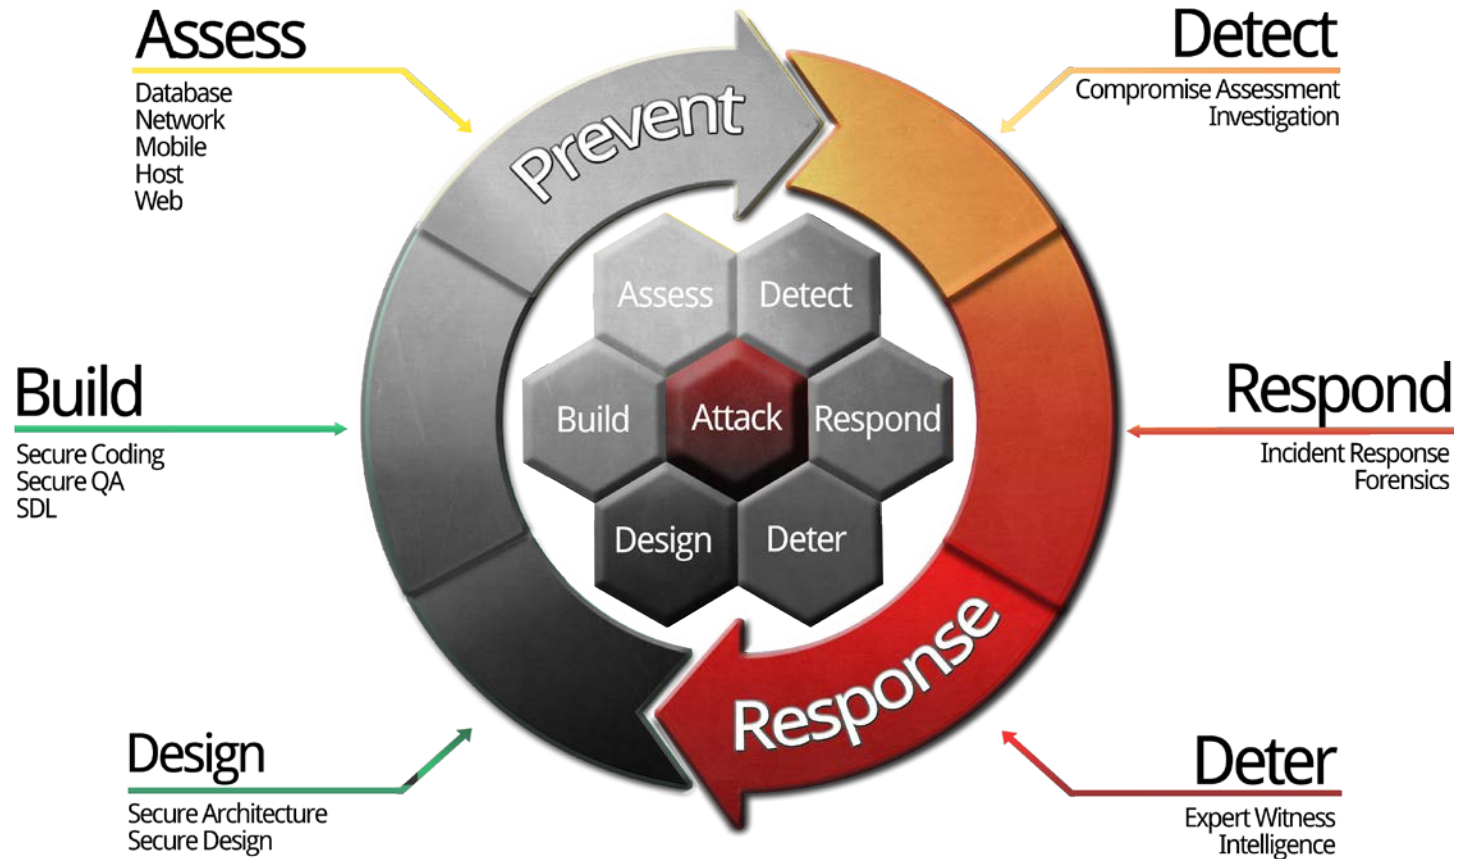 Assess
Database
Network
Mobile
Host
Web
Detect
Compromise Assessment
Investigation
Prevent
Assess
Detect
Build
Attack
Respond
Design
Deter
Build
Secure Coding
Secure QA
SDL
Respond
Incident Response
Forensics
Response
Design
Secure Architecture
Secure Design
Deter
Expert Witness
Intelligence